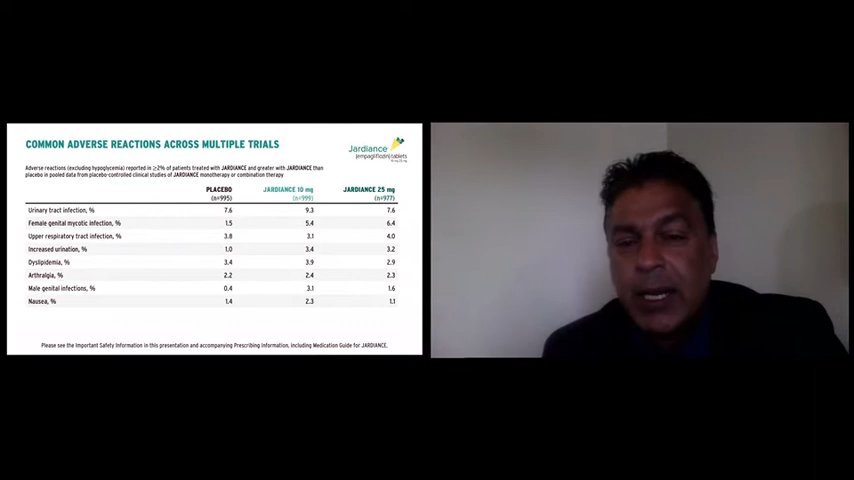 COMMON ADVERSE REACTIONS ACROSS MULTIPLE TRIALS
Jardiance
(empagliflozin) tablets
Adverse reactions (excluding hypoglycemia) reported in ≥2% of patients treated with JARDIANCE and greater with JARDIANCE than
placebo in pooled data from placebo-controlled clinical studies of JARDIANCE monotherapy or combination therapy
PLACEBO JARDIANCE 10 mg JARDIANCE 25 mg
(n=995) (n=999) (n=977)
Urinary tract infection, % 7.6 9.3 7.6
Female genital mycotic infection, % 1.5 5.4 6.4
Upper respiratory tract infection, % 3.8 3.1 4.0
Increased urination, % 1.0 3.4 3.2
Dyslipidemia, % 3.4 3.9 2.9
Arthralgia, % 2.2 2.4 2.3
Male genital infections, % 0.4 3.1 1.6
Nausea, % 1.4 2.3 1.1
Please see the Important Safety Information in this presentation and accompanying Prescribing Information, including Medication Guide for JARDIANCE.